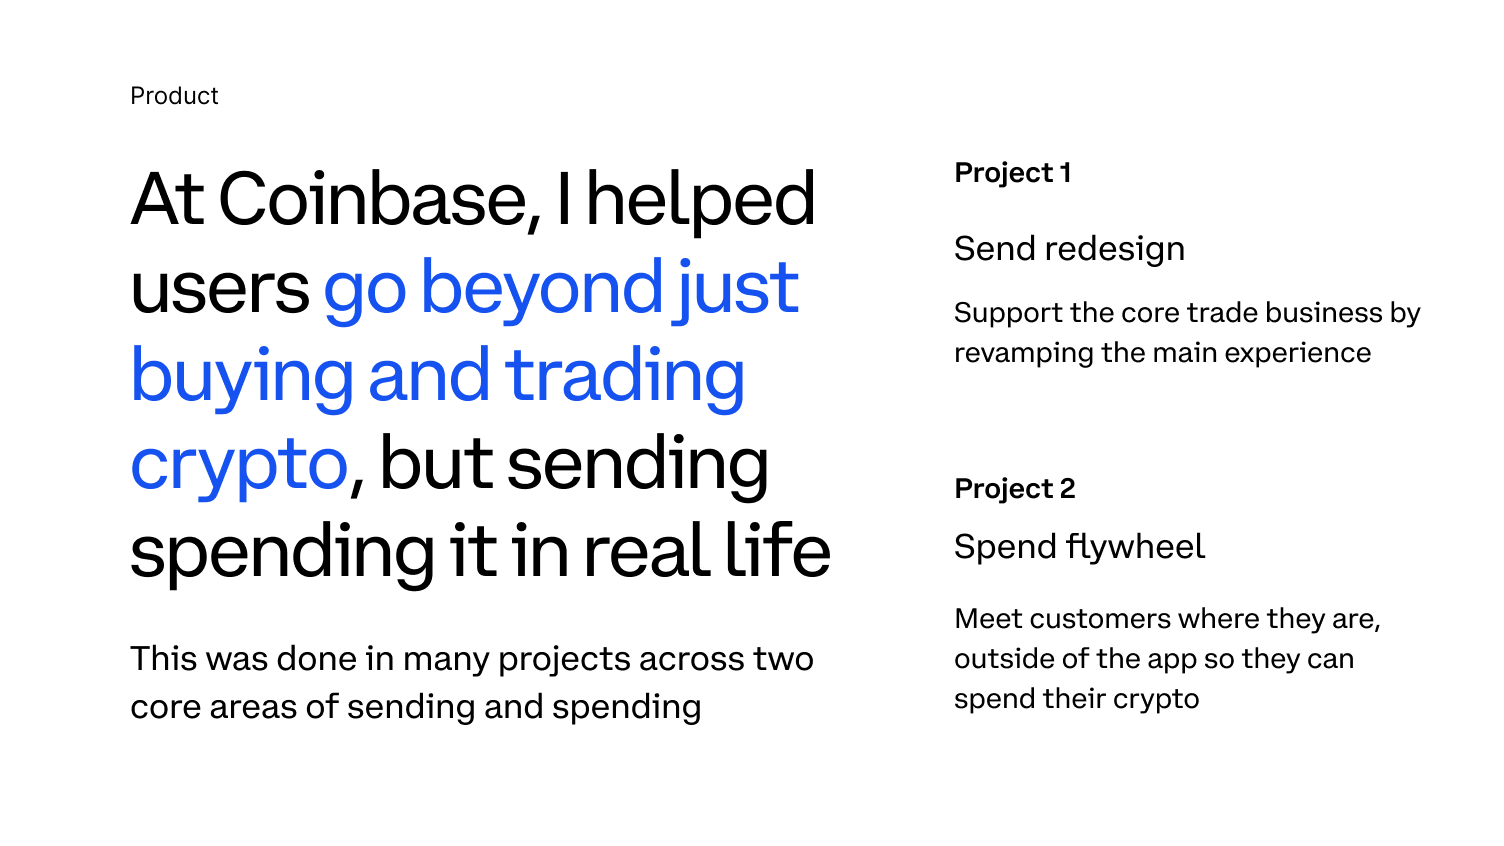 Product
At Coinbase, I helped
users go beyond just
buying and trading
crypto, but sending
spending it in real life
This was done in many projects across two
core areas of sending and spending
Project 1
Send redesign
Support the core trade business by
revamping the main experience
Project 2
Spend flywheel
Meet customers where they are,
outside of the app so they can
spend their crypto